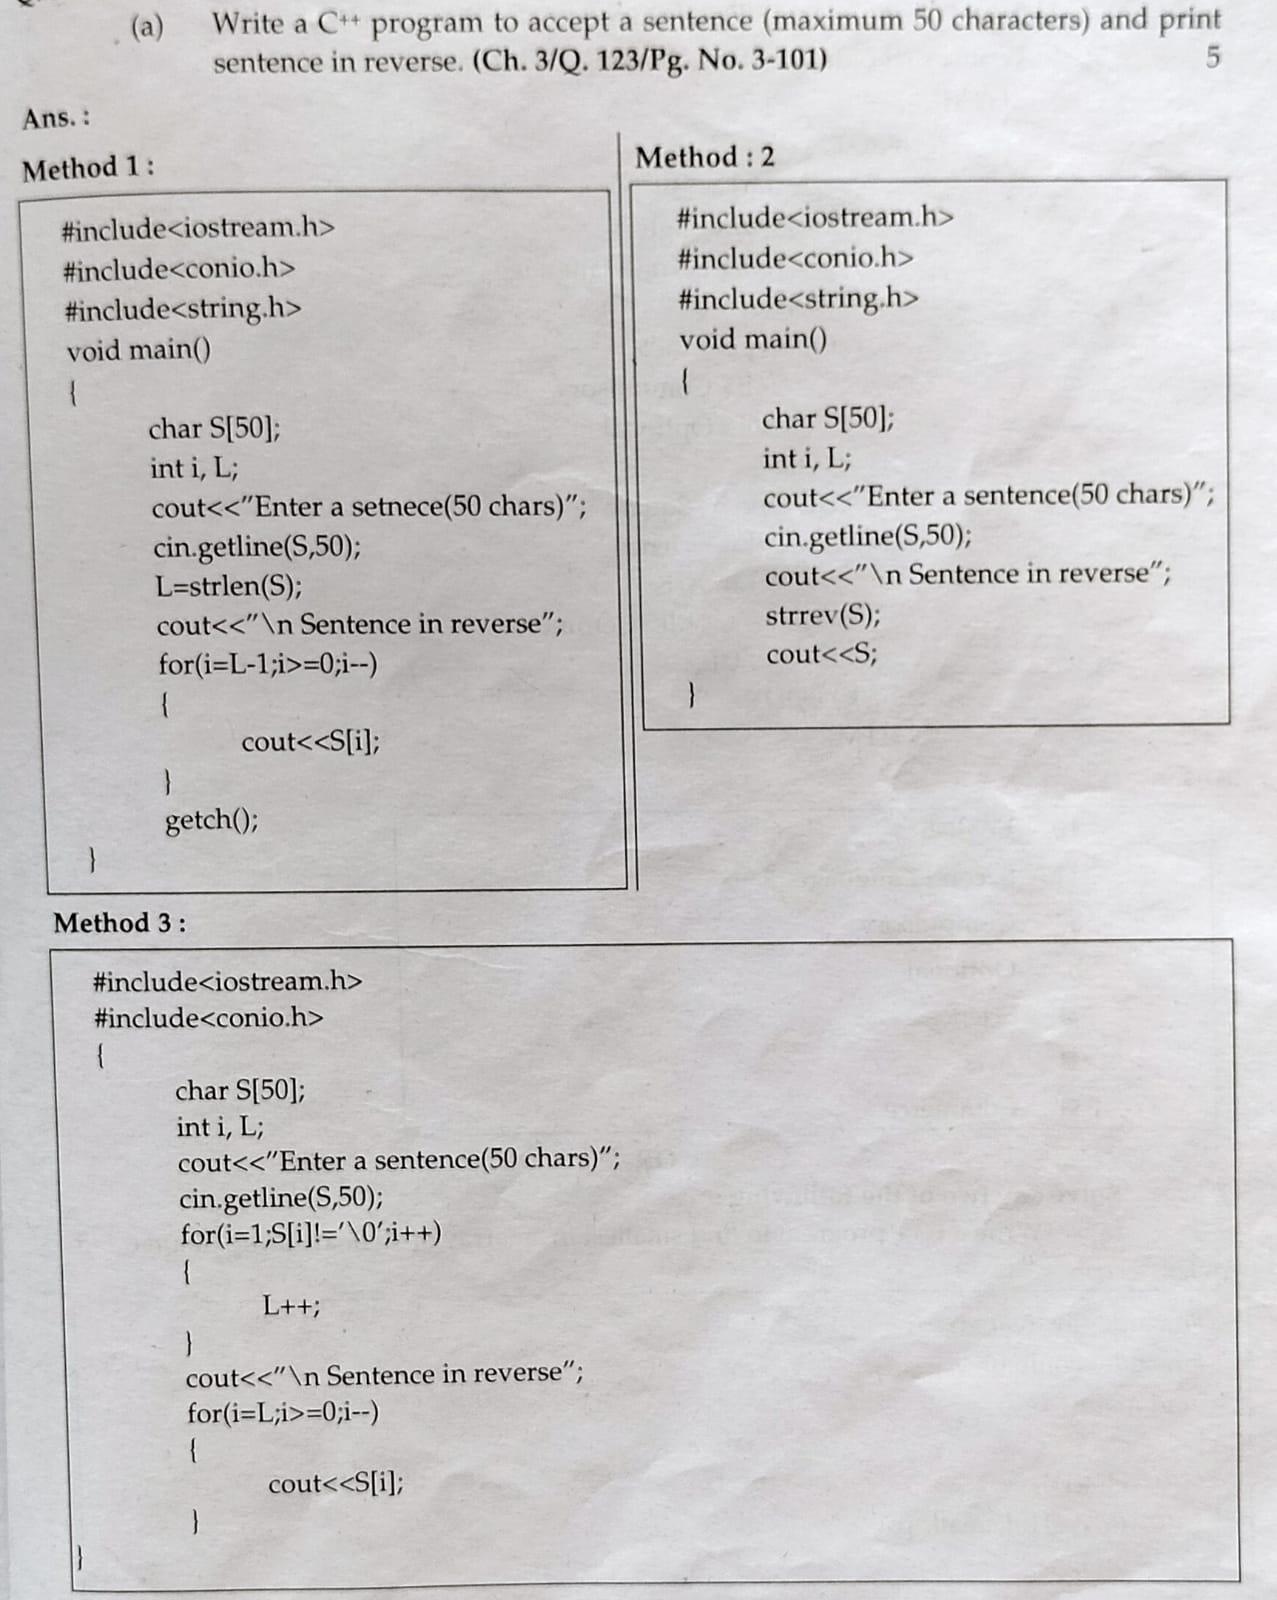 (a) Write a C++ program to accept a sentence (maximum 50 characters) and print
sentence in reverse. (Ch. 3/Q. 123/Pg. No. 3-101) 5
Ans. :
Method 1 :
#include<iostream.h>
#include<conio.h>
#include<string.h>
void main()
{
char S[50];
int i, L;
cout<<"Enter a setnece(50 chars)";
cin.getline(S,50);
L=strlen(S);
cout<<"\n Sentence in reverse";
for(i=L-1;i>=0;i--)
{
cout<<S[i];
}
getch();
}
Method : 2
#include<iostream.h>
#include<conio.h>
#include<string.h>
void main()
{
char S[50];
int i, L;
cout<<"Enter a sentence(50 chars)";
cin.getline(S,50);
cout<<"\n Sentence in reverse";
strrev(S);
cout<<S;
}
Method 3 :
#include<iostream.h>
#include<conio.h>
{
char S[50];
int i, L;
cout<<"Enter a sentence(50 chars)";
cin.getline(S,50);
for(i=1;S[i]!='\0';i++)
{
L++;
}
cout<<"\n Sentence in reverse";
for(i=L;i>=0;i--)
{
cout<<S[i];
}
}